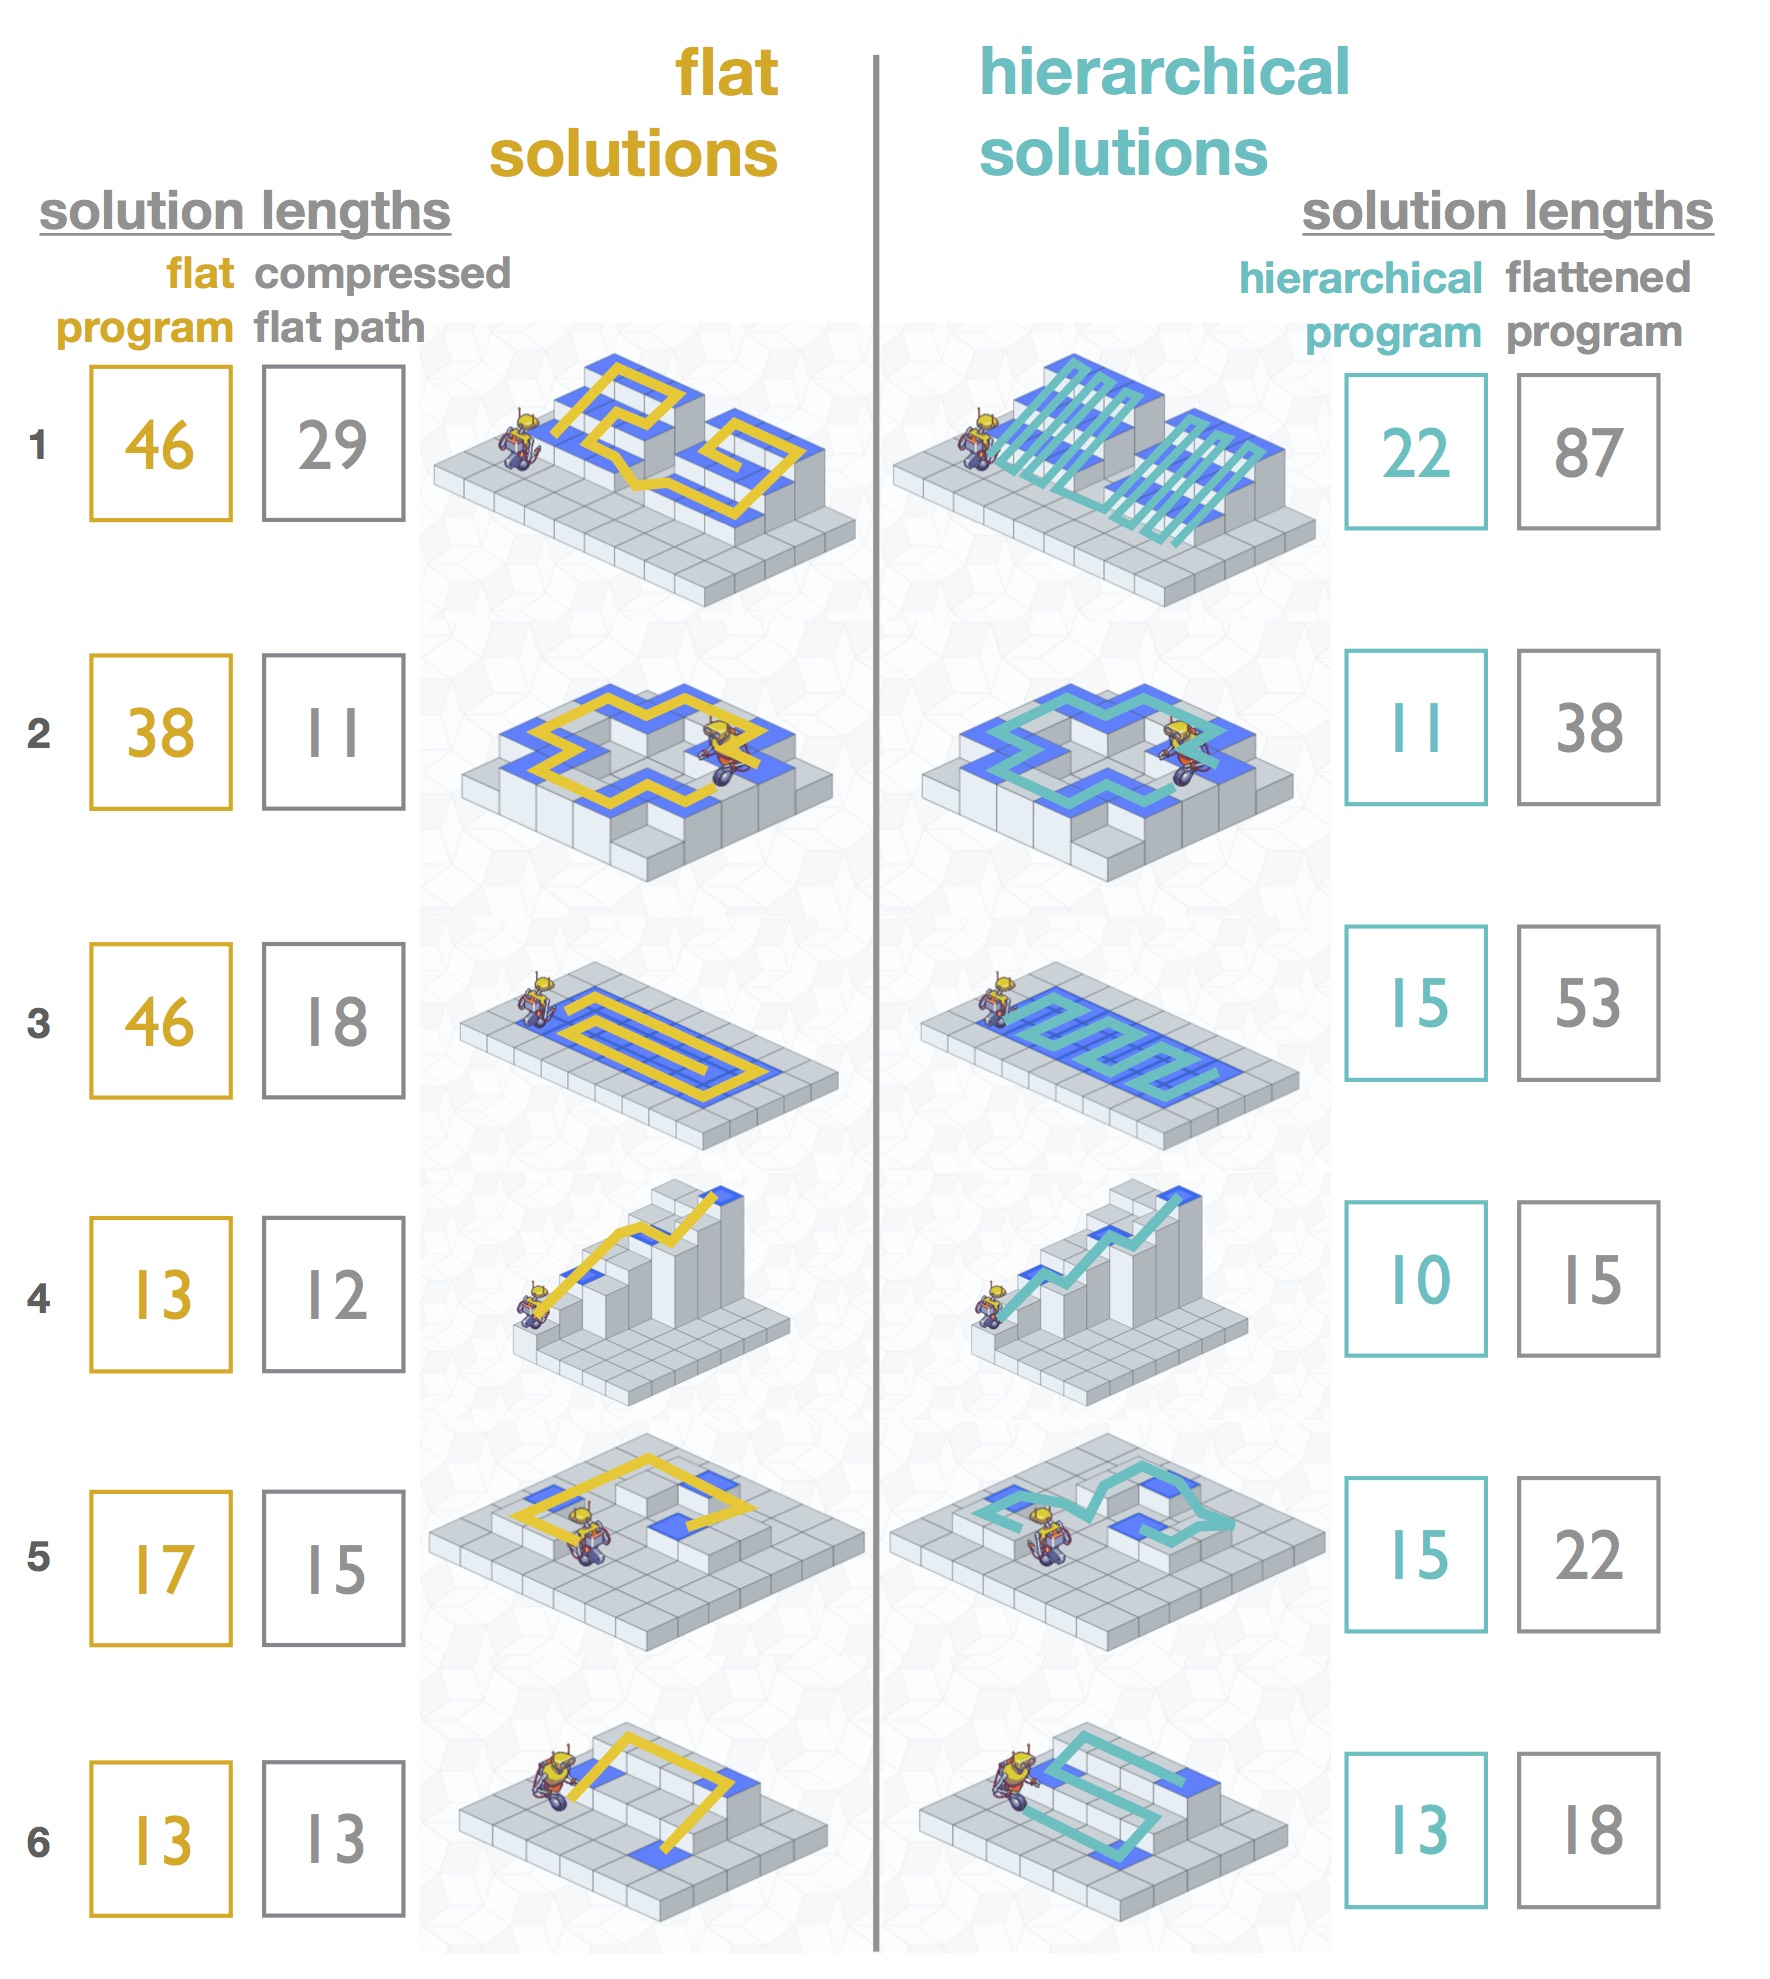 flat
solutions
hierarchical
solutions
solution lengths
flat compressed
program flat path
solution lengths
hierarchical flattened
program program
1 46 29 22 87
2 38 11 11 38
3 46 18 15 53
4 13 12 10 15
5 17 15 15 22
6 13 13 13 18